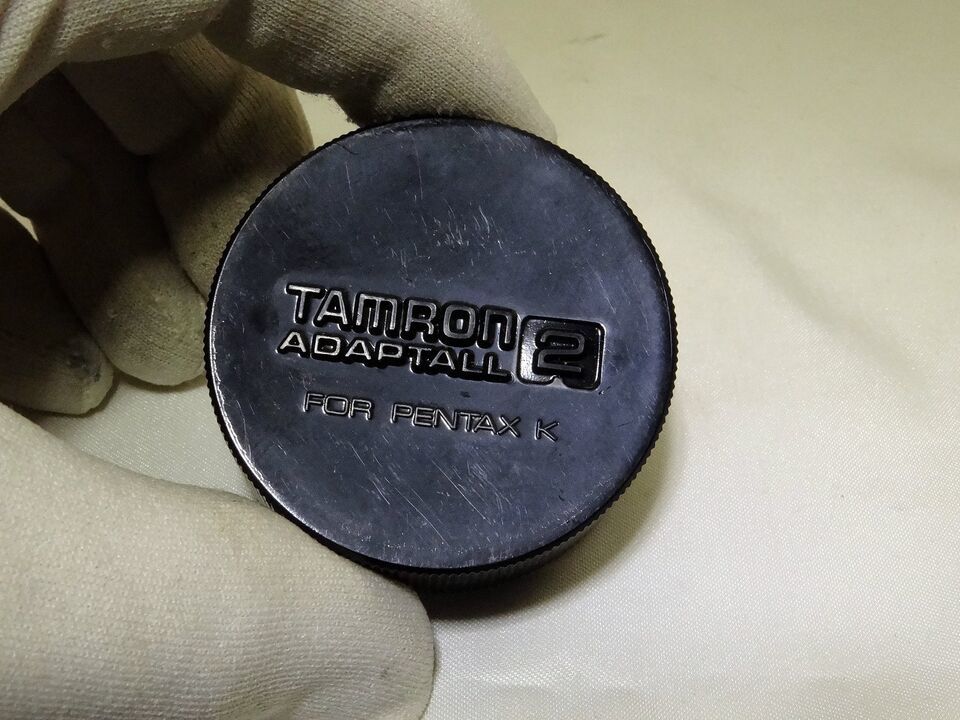 TAMRON
ADAPTALL 2
FOR PENTAX K